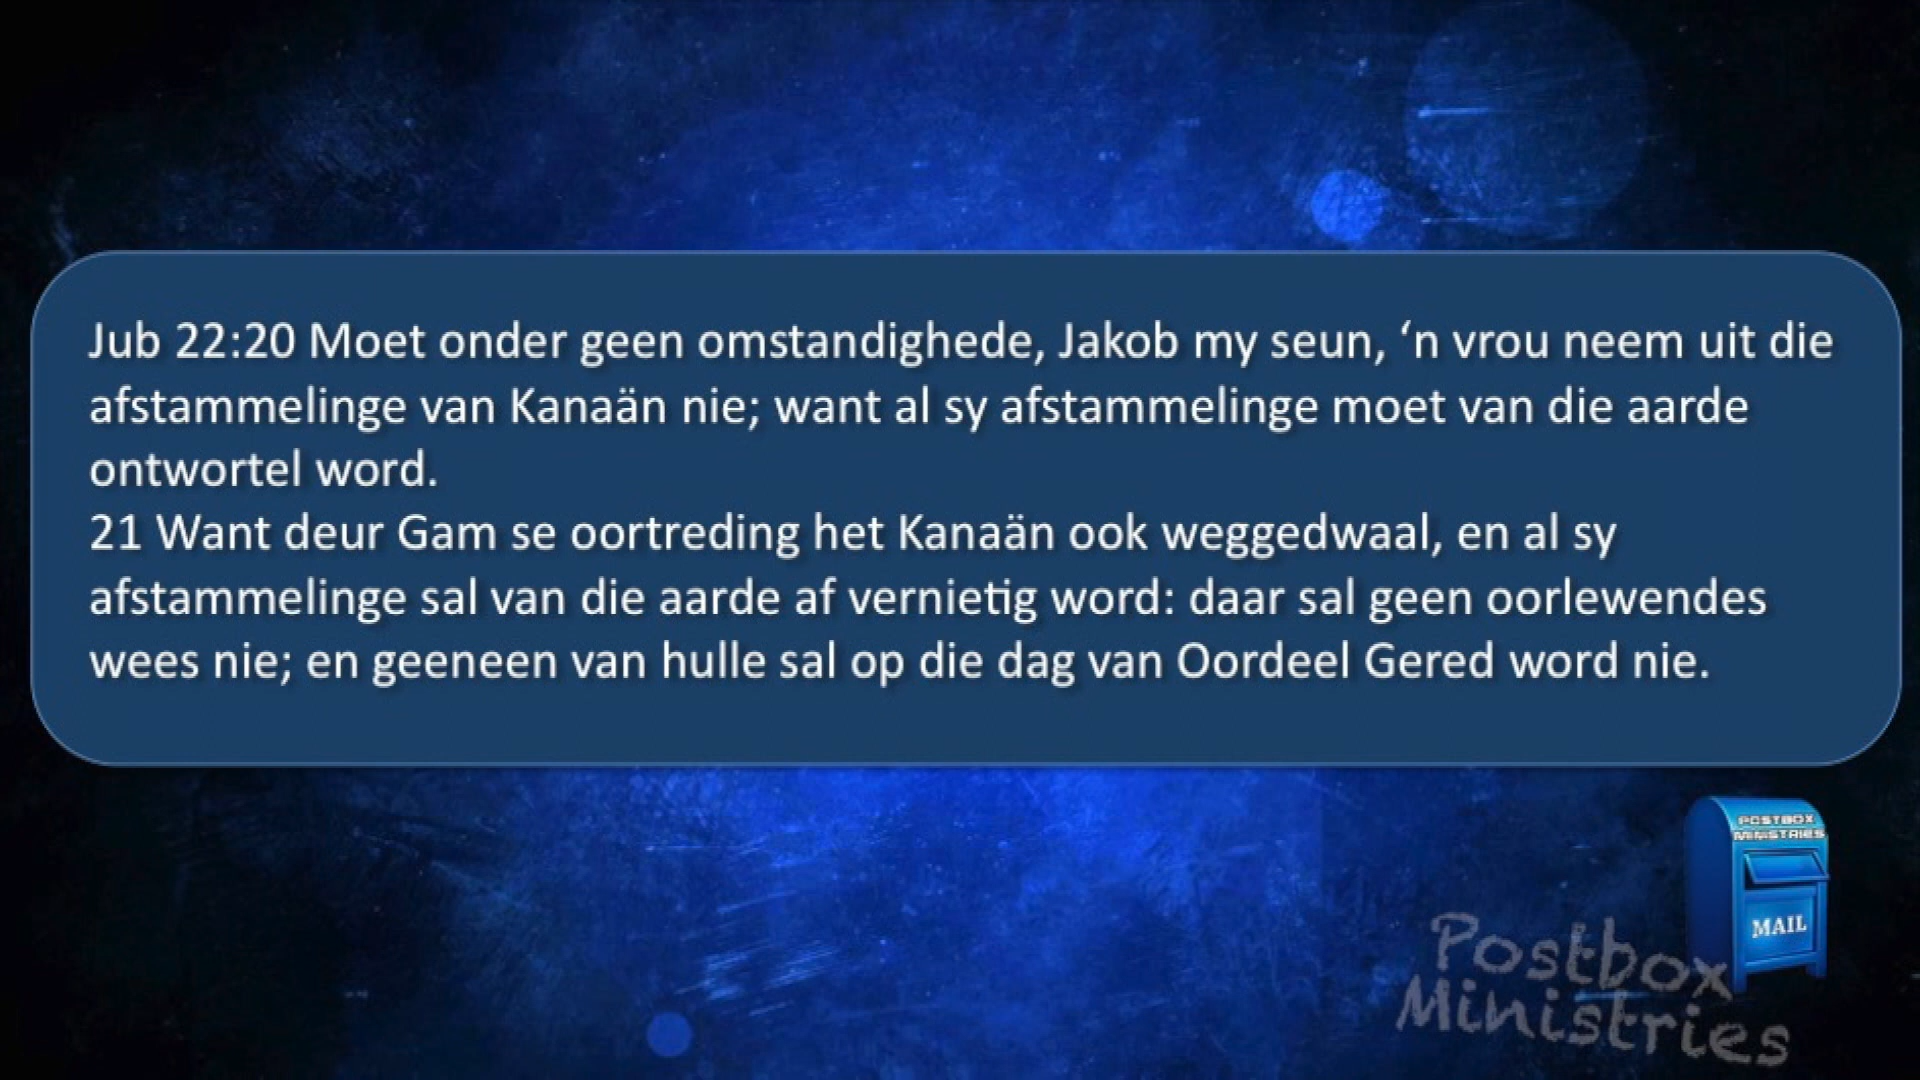 Jub 22:20 Moet onder geen omstandighede, Jakob my seun, ‘n vrou neem uit die
afstammelinge van Kanaän nie; want al sy afstammelinge moet van die aarde
ontwortel word.
21 Want deur Gam se oortreding het Kanaän ook weggedwaal, en al sy
afstammelinge sal van die aarde af vernietig word: daar sal geen oorlewendes
wees nie; en geeneen van hulle sal op die dag van Oordeel Gered word nie.
POSTBOX
MINISTRIES
MAIL
Postbox
Ministries